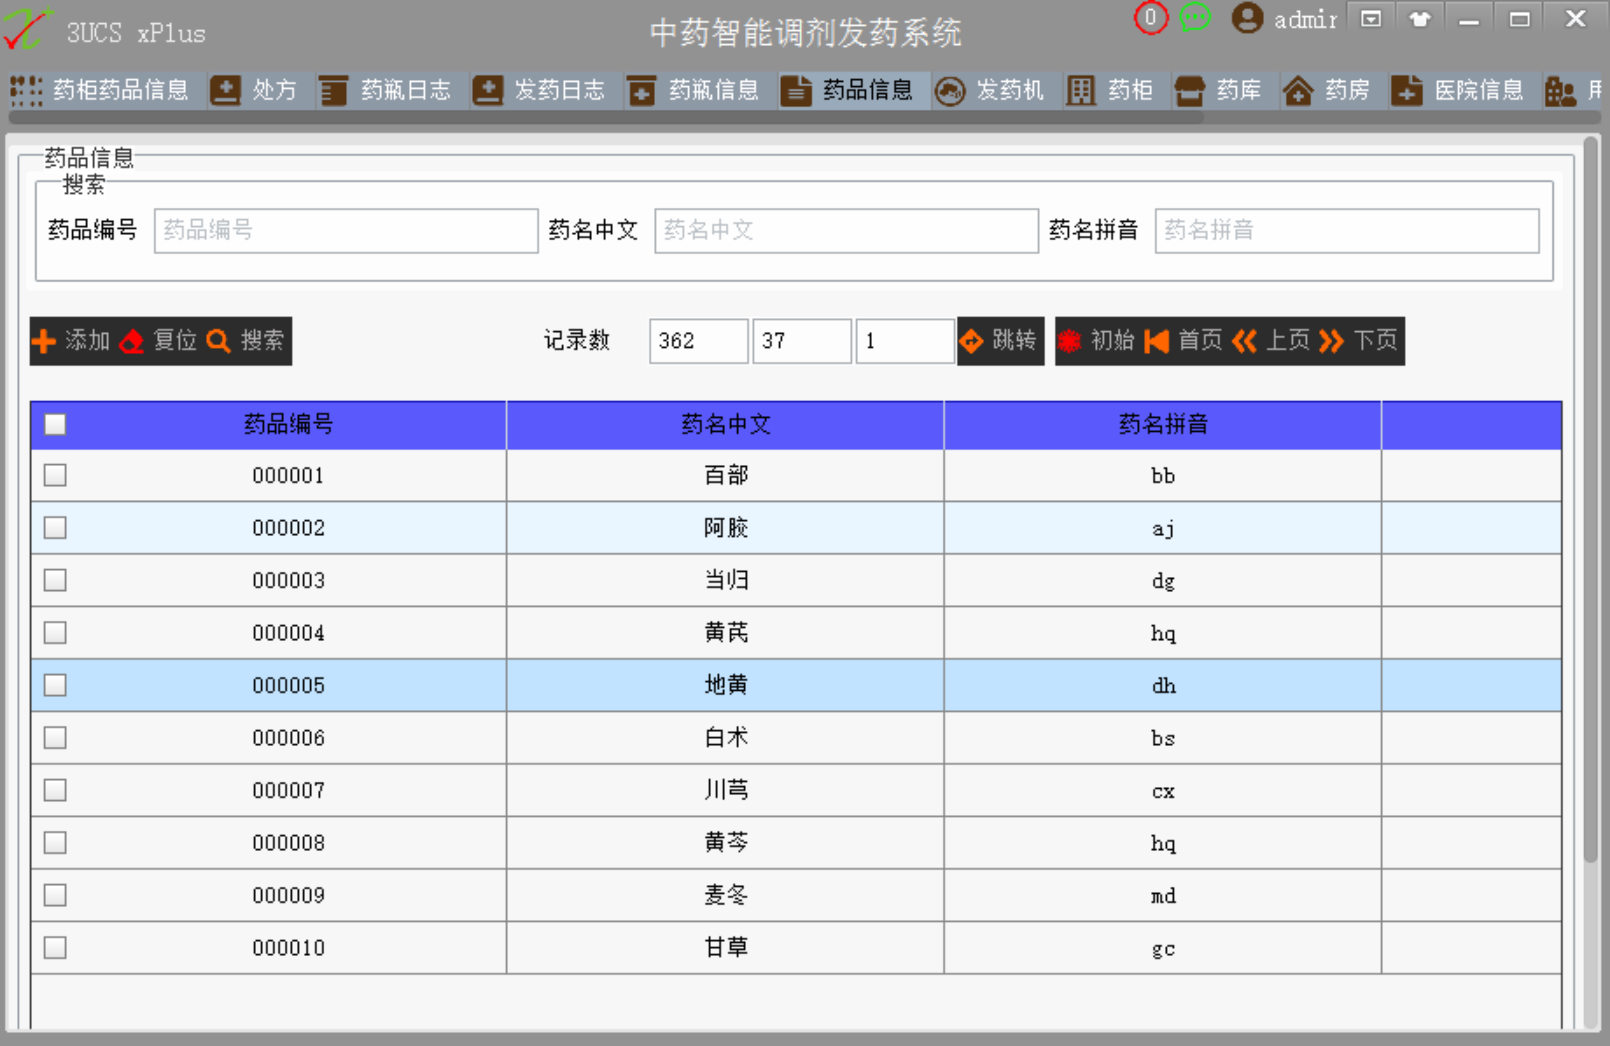 3UCS xPlus
中药智能调剂发药系统
0
admir
药柜药品信息 处方 药瓶日志 发药日志 药瓶信息 药品信息 发药机 药柜 药库 药房 医院信息
药品信息
搜索
药品编号 药品编号 药名中文 药名中文 药名拼音 药名拼音
添加 复位 搜索 记录数 362 37 1 跳转 初始 首页 上页 下页
药品编号 药名中文 药名拼音
000001 百部 bb
000002 阿胶 aj
000003 当归 dg
000004 黄芪 hq
000005 地黄 dh
000006 白术 bs
000007 川芎 cx
000008 黄芩 hq
000009 麦冬 md
000010 甘草 gc